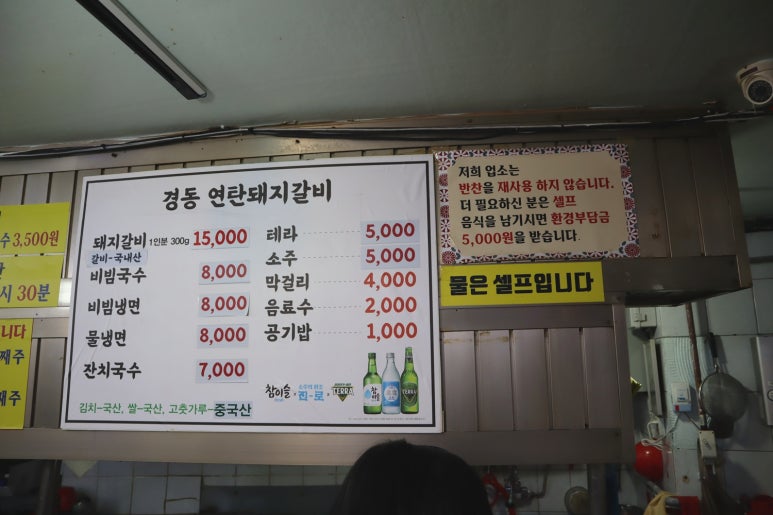 경동 연탄돼지갈비
돼지갈비 1인분 300g 15,000
갈비-국내산
비빔국수 8,000
비빔냉면 8,000
물냉면 8,000
잔치국수 7,000
테라 5,000
소주 5,000
막걸리 4,000
음료수 2,000
공기밥 1,000
참이슬 진-로 TERRA
김치-국산, 쌀-국산, 고춧가루-중국산
저희 업소는
반찬을 재사용 하지 않습니다.
더 필요하신 분은 셀프
음식을 남기시면 환경부담금
5,000원을 받습니다.
물은 셀프입니다
3,500원
시 30분
니다
째주
째주